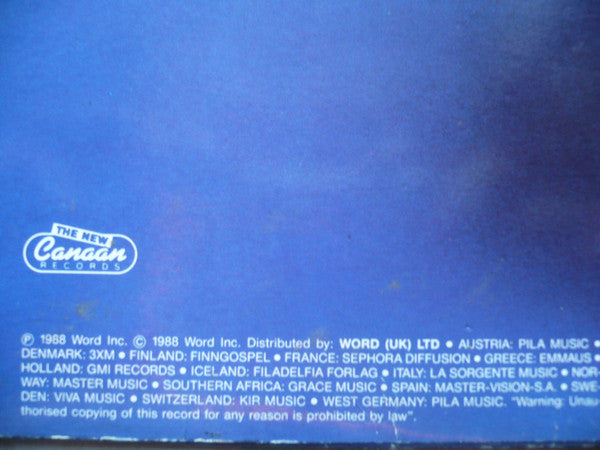 THE NEW
Canaan
RECORDS
℗ 1988 Word Inc. © 1988 Word Inc. Distributed by: WORD (UK) LTD • AUSTRIA: PILA MUSIC •
DENMARK: 3XM • FINLAND: FINNGOSPEL • FRANCE: SEPHORA DIFFUSION • GREECE: EMMAUS •
HOLLAND: GMI RECORDS • ICELAND: FILADELFIA FORLAG • ITALY: LA SORGENTE MUSIC • NOR-
WAY: MASTER MUSIC • SOUTHERN AFRICA: GRACE MUSIC • SPAIN: MASTER-VISION-S.A. • SWE-
DEN: VIVA MUSIC • SWITZERLAND: KIR MUSIC • WEST GERMANY: PILA MUSIC. "Warning: Unau-
thorised copying of this record for any reason is prohibited by law".